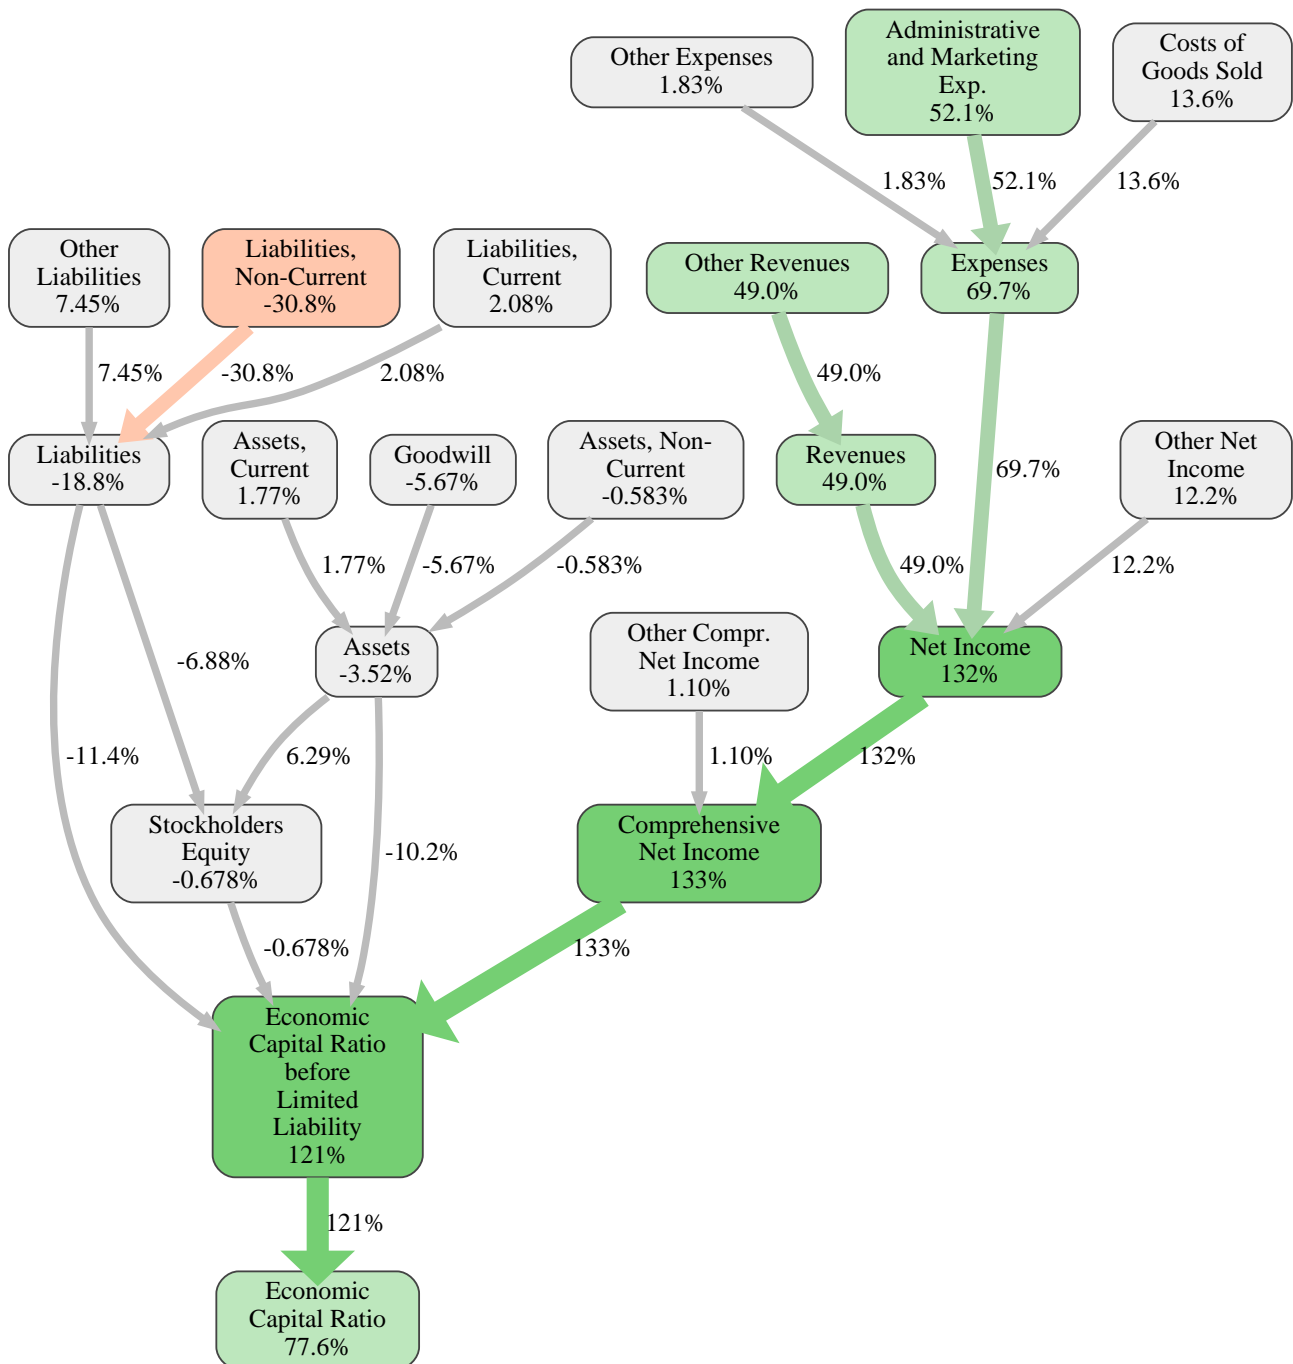 Other Expenses
1.83%
Administrative
and Marketing
Exp.
52.1%
Costs of
Goods Sold
13.6%
1.83%
52.1%
13.6%
Other
Liabilities
7.45%
Liabilities,
Non-Current
-30.8%
Liabilities,
Current
2.08%
Other Revenues
49.0%
Expenses
69.7%
7.45%
-30.8%
2.08%
49.0%
Liabilities
-18.8%
Assets,
Current
1.77%
Goodwill
-5.67%
Assets, Non-
Current
-0.583%
Revenues
49.0%
69.7%
Other Net
Income
12.2%
1.77%
-5.67%
-0.583%
49.0%
12.2%
-6.88%
Assets
-3.52%
Other Compr.
Net Income
1.10%
Net Income
132%
-11.4%
6.29%
1.10%
132%
Stockholders
Equity
-0.678%
-10.2%
Comprehensive
Net Income
133%
-0.678%
133%
Economic
Capital Ratio
before
Limited
Liability
121%
121%
Economic
Capital Ratio
77.6%